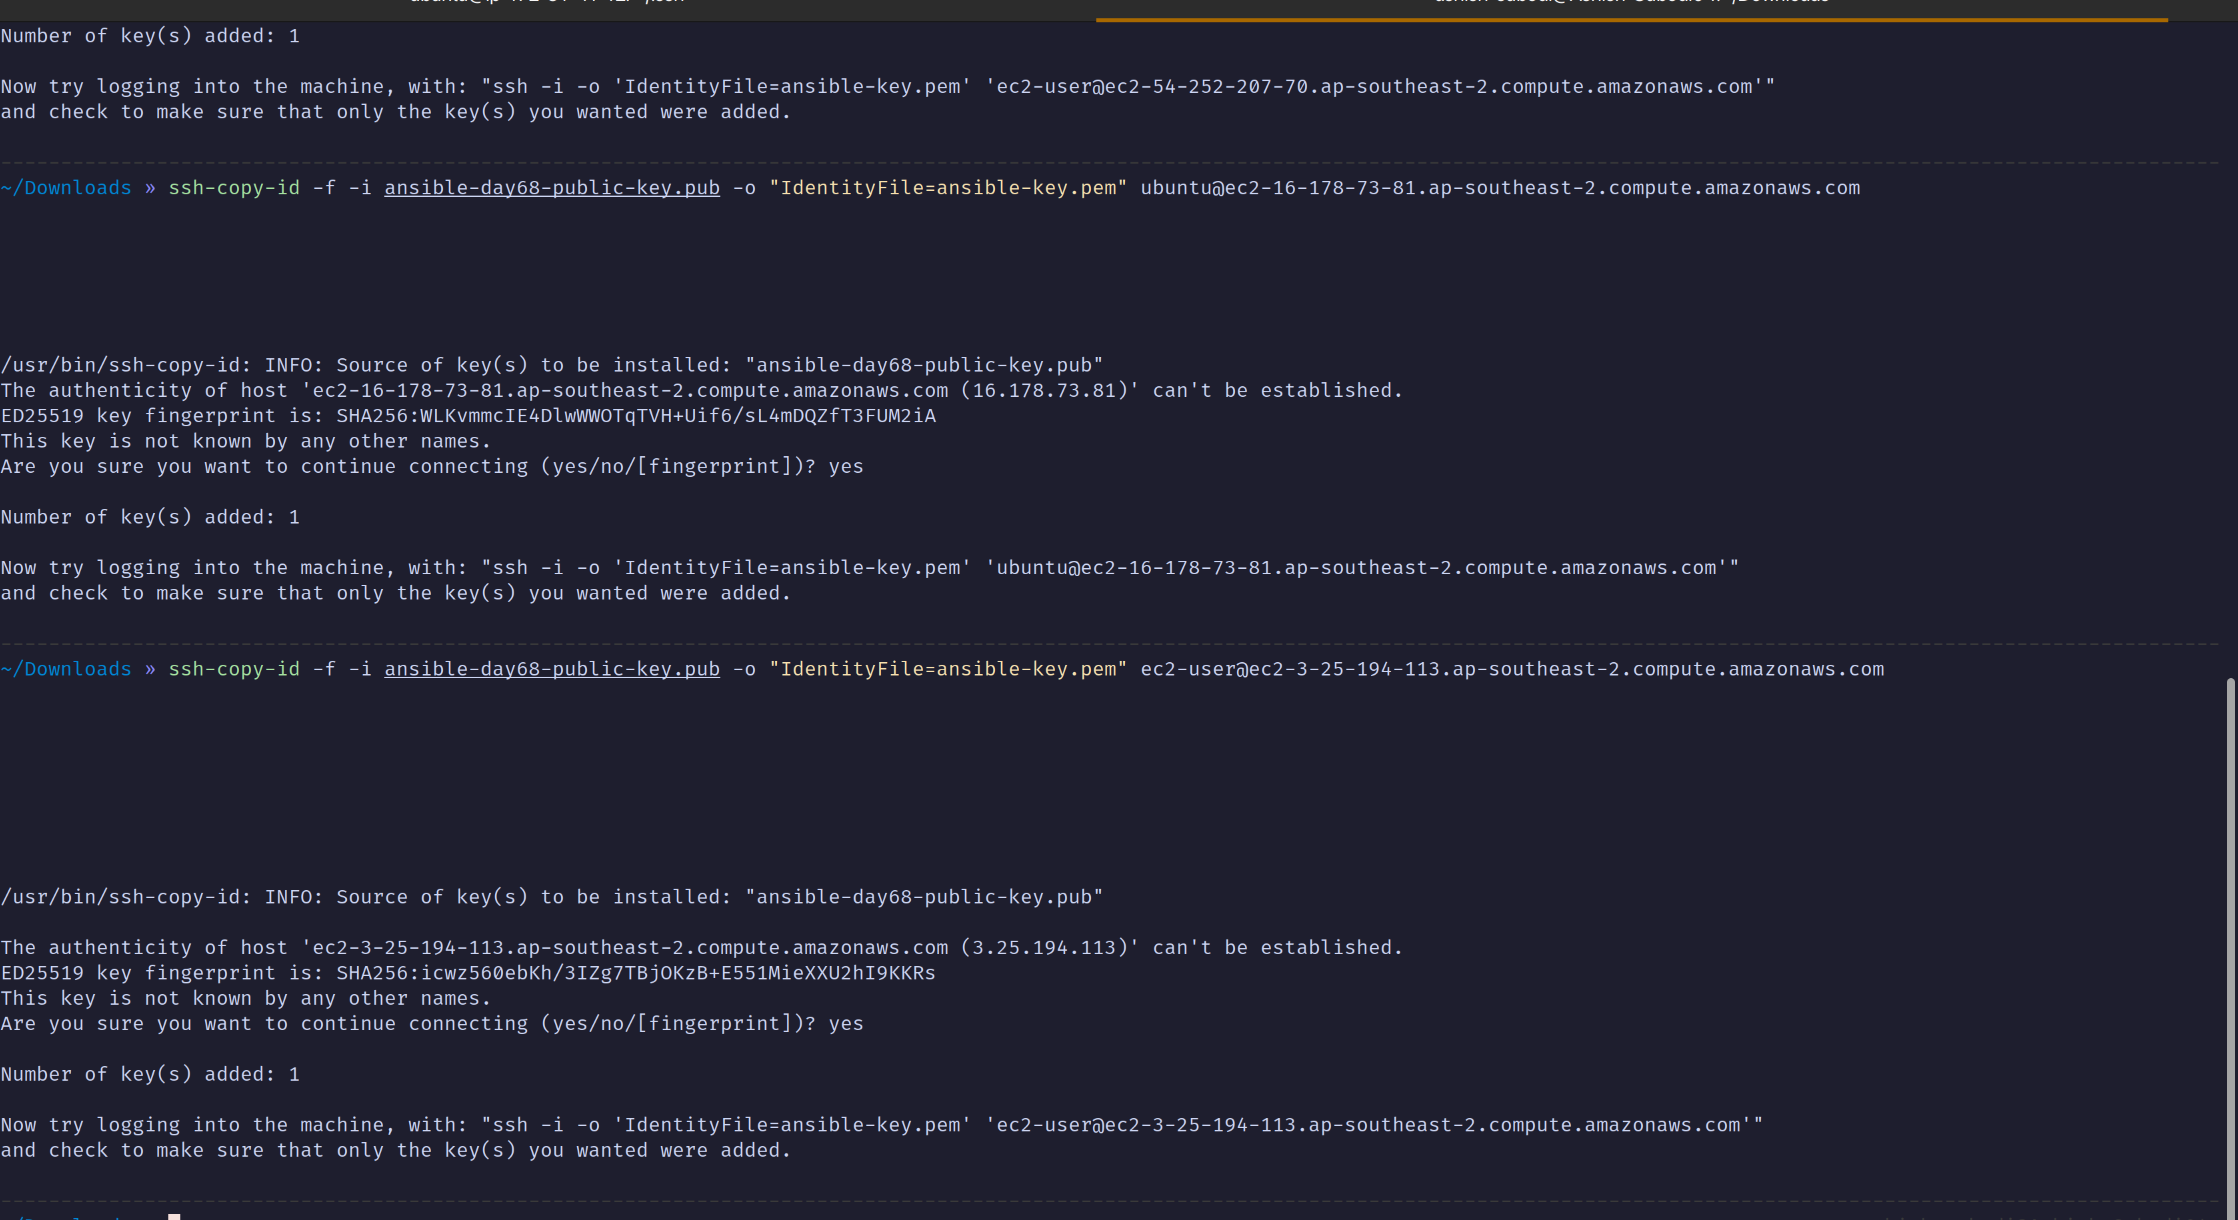 Number of key(s) added: 1
Now try logging into the machine, with: "ssh -i -o 'IdentityFile=ansible-key.pem' 'ec2-user@ec2-54-252-207-70.ap-southeast-2.compute.amazonaws.com'"
and check to make sure that only the key(s) you wanted were added.
~/Downloads » ssh-copy-id -f -i ansible-day68-public-key.pub -o "IdentityFile=ansible-key.pem" ubuntu@ec2-16-178-73-81.ap-southeast-2.compute.amazonaws.com
/usr/bin/ssh-copy-id: INFO: Source of key(s) to be installed: "ansible-day68-public-key.pub"
The authenticity of host 'ec2-16-178-73-81.ap-southeast-2.compute.amazonaws.com (16.178.73.81)' can't be established.
ED25519 key fingerprint is: SHA256:WLKvmmcIE4DlwWWOTqTVH+Uif6/sL4mDQZfT3FUM2iA
This key is not known by any other names.
Are you sure you want to continue connecting (yes/no/[fingerprint])? yes
Number of key(s) added: 1
Now try logging into the machine, with: "ssh -i -o 'IdentityFile=ansible-key.pem' 'ubuntu@ec2-16-178-73-81.ap-southeast-2.compute.amazonaws.com'"
and check to make sure that only the key(s) you wanted were added.
~/Downloads » ssh-copy-id -f -i ansible-day68-public-key.pub -o "IdentityFile=ansible-key.pem" ec2-user@ec2-3-25-194-113.ap-southeast-2.compute.amazonaws.com
/usr/bin/ssh-copy-id: INFO: Source of key(s) to be installed: "ansible-day68-public-key.pub"
The authenticity of host 'ec2-3-25-194-113.ap-southeast-2.compute.amazonaws.com (3.25.194.113)' can't be established.
ED25519 key fingerprint is: SHA256:icwz560ebKh/3IZg7TBjOKzB+E551MieXXU2hI9KKRs
This key is not known by any other names.
Are you sure you want to continue connecting (yes/no/[fingerprint])? yes
Number of key(s) added: 1
Now try logging into the machine, with: "ssh -i -o 'IdentityFile=ansible-key.pem' 'ec2-user@ec2-3-25-194-113.ap-southeast-2.compute.amazonaws.com'"
and check to make sure that only the key(s) you wanted were added.